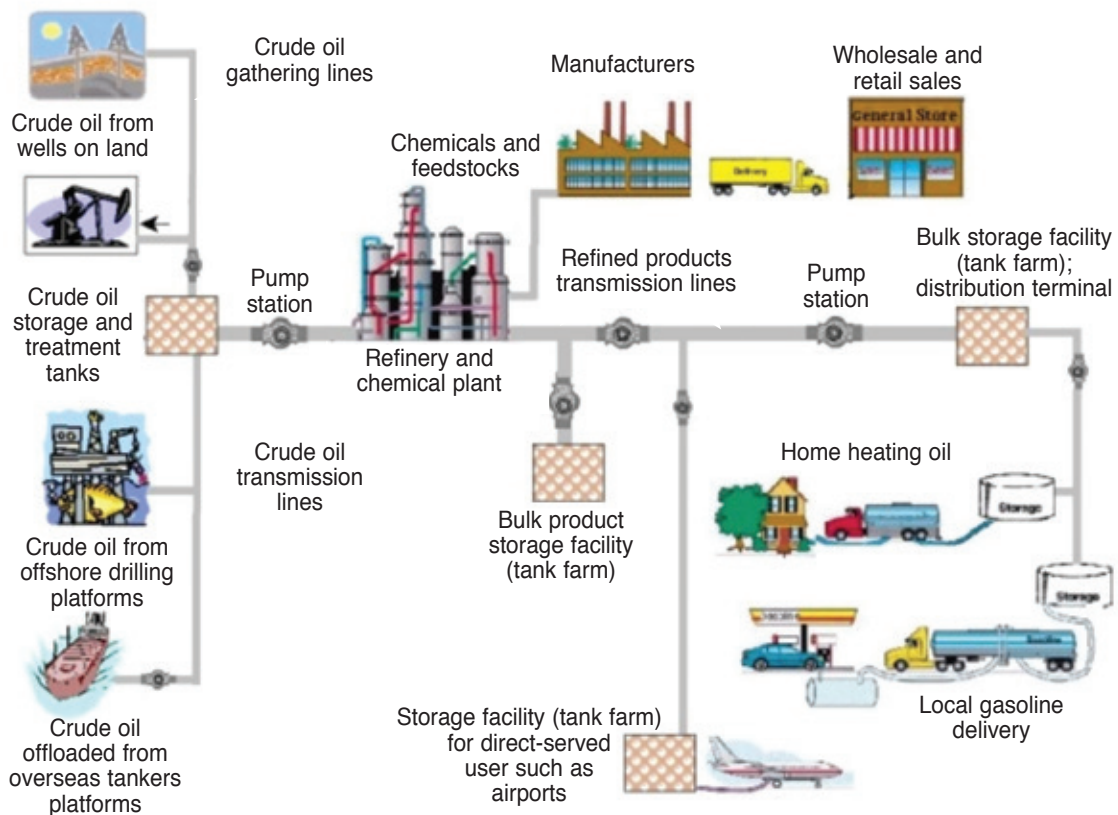 Crude oil
gathering lines
Manufacturers
Wholesale and
retail sales
General Store
Crude oil from
wells on land
Chemicals and
feedstocks
Delivery
Bulk storage facility
(tank farm);
distribution terminal
Refined products
transmission lines
Pump
station
Pump
station
Crude oil
storage and
treatment
tanks
Refinery and
chemical plant
Crude oil
transmission
lines
Home heating oil
Storage
Bulk product
storage facility
(tank farm)
Crude oil from
offshore drilling
platforms
Storage
Local gasoline
delivery
Storage facility (tank farm)
for direct-served
user such as
airports
Crude oil
offloaded from
overseas tankers
platforms